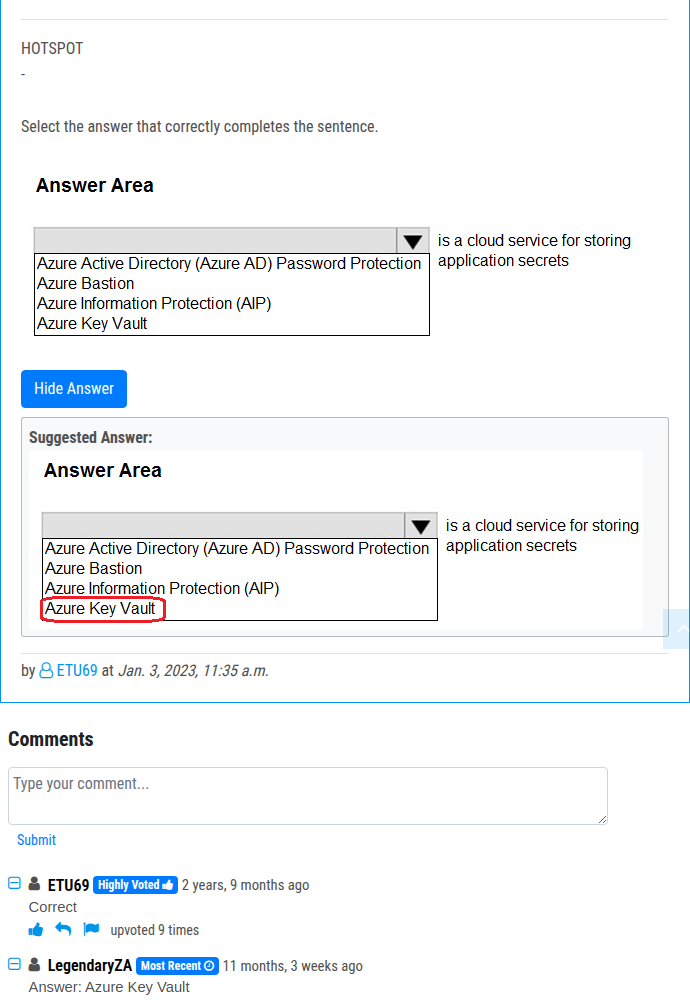 HOTSPOT
-
Select the answer that correctly completes the sentence.
Answer Area
is a cloud service for storing
application secrets
Azure Active Directory (Azure AD) Password Protection
Azure Bastion
Azure Information Protection (AIP)
Azure Key Vault
Hide Answer
Suggested Answer:
Answer Area
is a cloud service for storing
application secrets
Azure Active Directory (Azure AD) Password Protection
Azure Bastion
Azure Information Protection (AIP)
Azure Key Vault
by ETU69 at Jan. 3, 2023, 11:35 a.m.
Comments
Type your comment...
Submit
ETU69 Highly Voted 2 years, 9 months ago
Correct
upvoted 9 times
LegendaryZA Most Recent 11 months, 3 weeks ago
Answer: Azure Key Vault